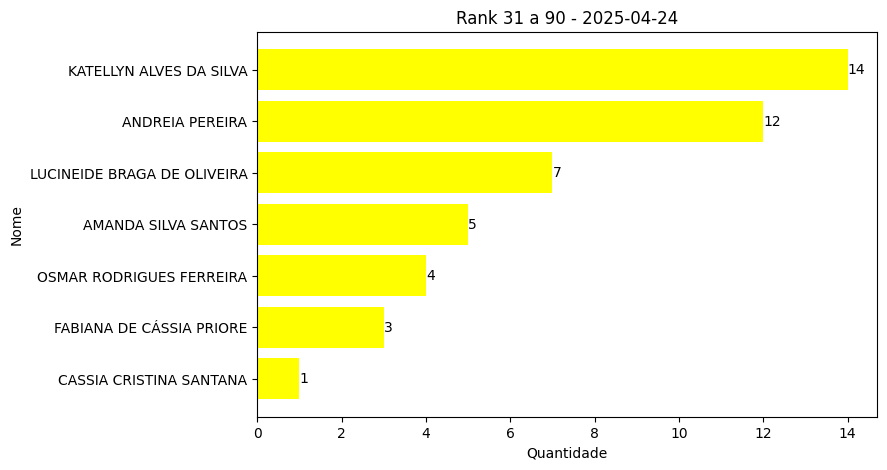 Rank 31 a 90 - 2025-04-24
KATELLYN ALVES DA SILVA 14
ANDREIA PEREIRA 12
LUCINEIDE BRAGA DE OLIVEIRA 7
AMANDA SILVA SANTOS 5
OSMAR RODRIGUES FERREIRA 4
FABIANA DE CÁSSIA PRIORE 3
CASSIA CRISTINA SANTANA 1
Nome
0 2 4 6 8 10 12 14
Quantidade